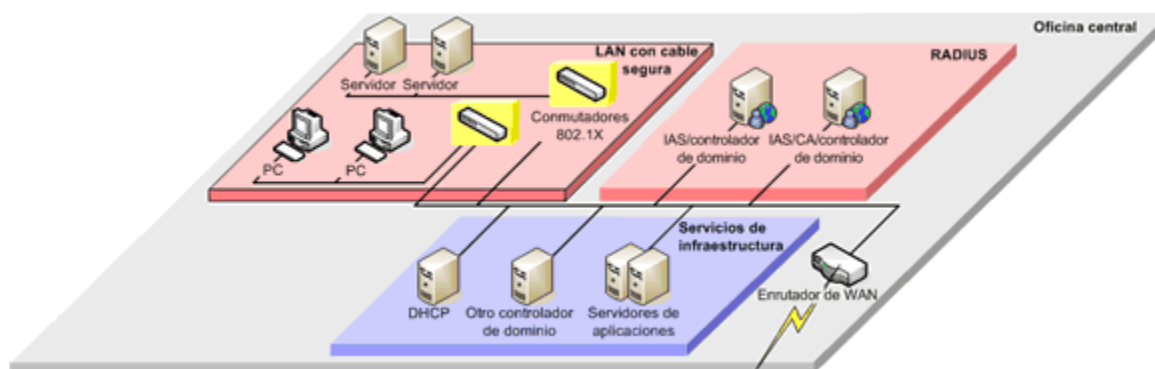 Oficina central
LAN con cable
segura
Servidor
Servidor
Conmutadores
802.1X
PC
PC
RADIUS
IAS/controlador
de dominio
IAS/CA/controlador
de dominio
Servicios de
infraestructura
DHCP
Otro controlador
de dominio
Servidores de
aplicaciones
Enrutador de WAN